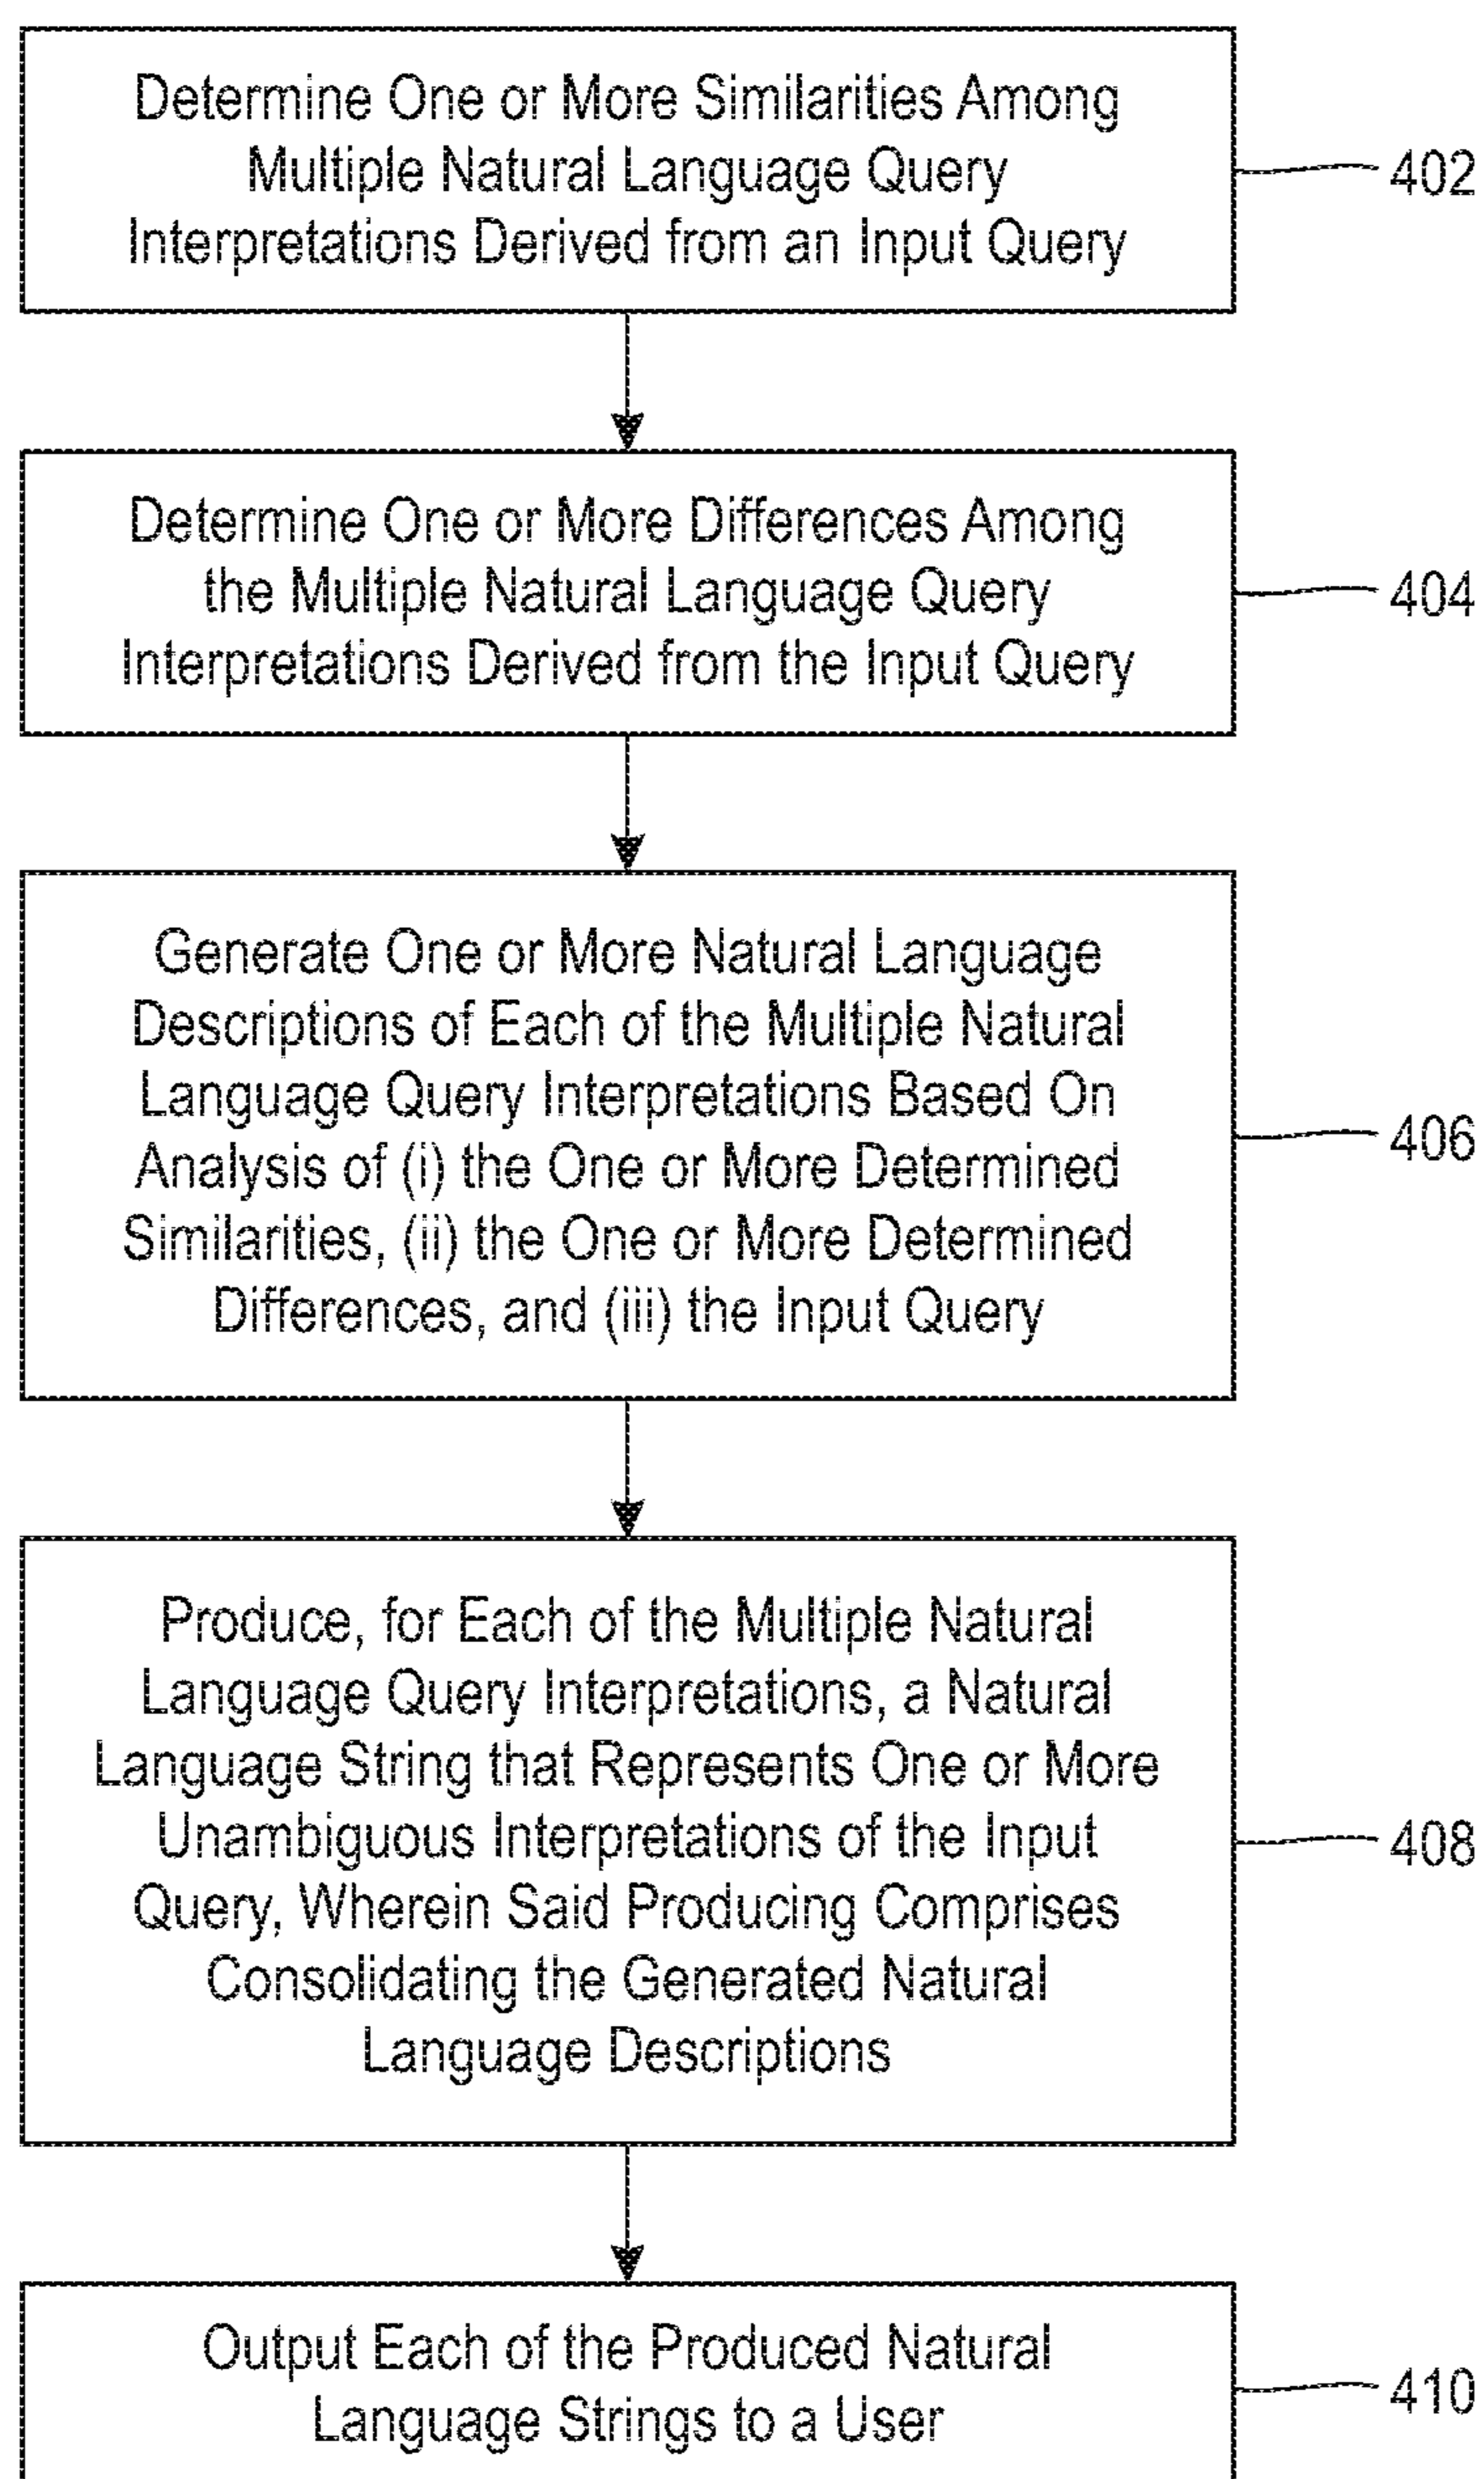 Determine One or More Similarities Among
Multiple Natural Language Query
Interpretations Derived from an Input Query
402
Determine One or More Differences Among
the Multiple Natural Language Query
Interpretations Derived from the Input Query
404
Generate One or More Natural Language
Descriptions of Each of the Multiple Natural
Language Query Interpretations Based On
Analysis of (i) the One or More Determined
Similarities, (ii) the One or More Determined
Differences, and (iii) the Input Query
406
Produce, for Each of the Multiple Natural
Language Query Interpretations, a Natural
Language String that Represents One or More
Unambiguous Interpretations of the Input
Query, Wherein Said Producing Comprises
Consolidating the Generated Natural
Language Descriptions
408
Output Each of the Produced Natural
Language Strings to a User
410